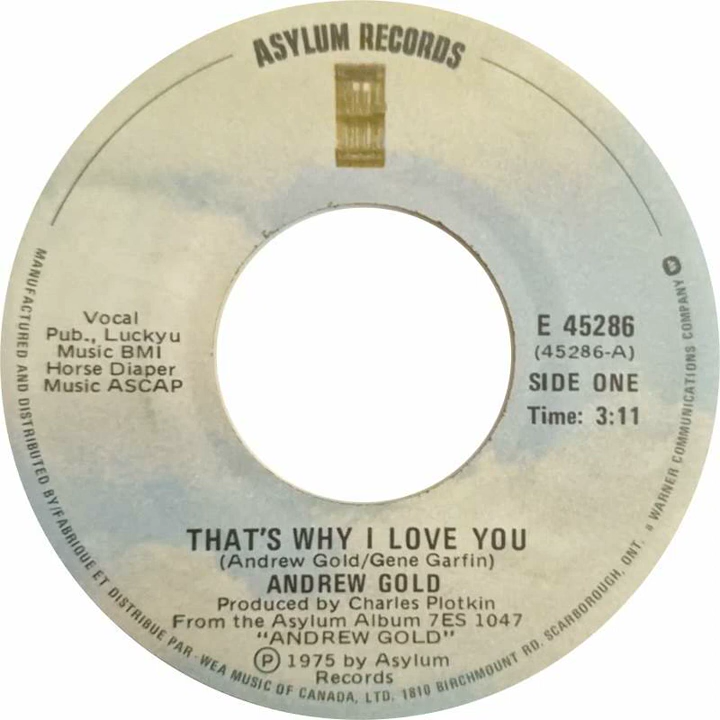 ASYLUM RECORDS
Vocal
Pub., Luckyu
Music BMI
Horse Diaper
Music ASCAP
E 45286
(45286-A)
SIDE ONE
Time: 3:11
THAT'S WHY I LOVE YOU
(Andrew Gold/Gene Garfin)
ANDREW GOLD
Produced by Charles Plotkin
From the Asylum Album 7ES 1047
"ANDREW GOLD"
Ⓟ 1975 by Asylum
Records
MANUFACTURED AND DISTRIBUTED BY/FABRIQUE ET DISTRIBUE PAR - WEA MUSIC OF CANADA, LTD. 1810 BIRCHMOUNT RD. SCARBOROUGH, ONT. a WARNER COMMUNICATIONS COMPANY